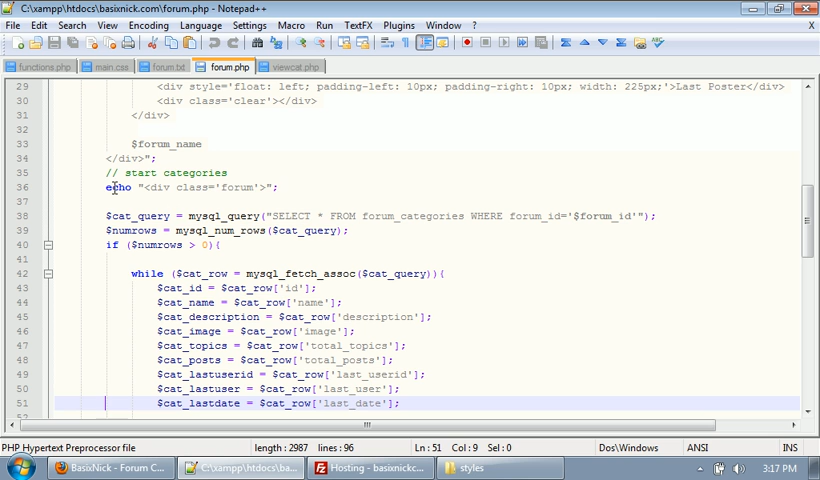 C:\xampp\htdocs\basixnick.com\forum.php - Notepad++
File Edit Search View Encoding Language Settings Macro Run TextFX Plugins Window ? X
functions.php main.css forum.txt forum.php viewcat.php
29 <div style='float: left; padding-left: 10px; padding-right: 10px; width: 225px;'>Last Poster</div>
30 <div class='clear'></div>
31 </div>
32
33 $forum_name
34 </div>";
35 // start categories
36 echo "<div class='forum'>";
37
38 $cat_query = mysql_query("SELECT * FROM forum_categories WHERE forum_id='$forum_id'");
39 $numrows = mysql_num_rows($cat_query);
40 if ($numrows > 0){
41
42 while ($cat_row = mysql_fetch_assoc($cat_query)){
43 $cat_id = $cat_row['id'];
44 $cat_name = $cat_row['name'];
45 $cat_description = $cat_row['description'];
46 $cat_image = $cat_row['image'];
47 $cat_topics = $cat_row['total_topics'];
48 $cat_posts = $cat_row['total_posts'];
49 $cat_lastuserid = $cat_row['last_userid'];
50 $cat_lastuser = $cat_row['last_user'];
51 $cat_lastdate = $cat_row['last_date'];
PHP Hypertext Preprocessor file length : 2987 lines : 96 Ln : 51 Col : 9 Sel : 0 Dos\Windows ANSI INS
BasixNick - Forum C... C:\xampp\htdocs\ba... Hosting - basixnickc... styles 3:17 PM